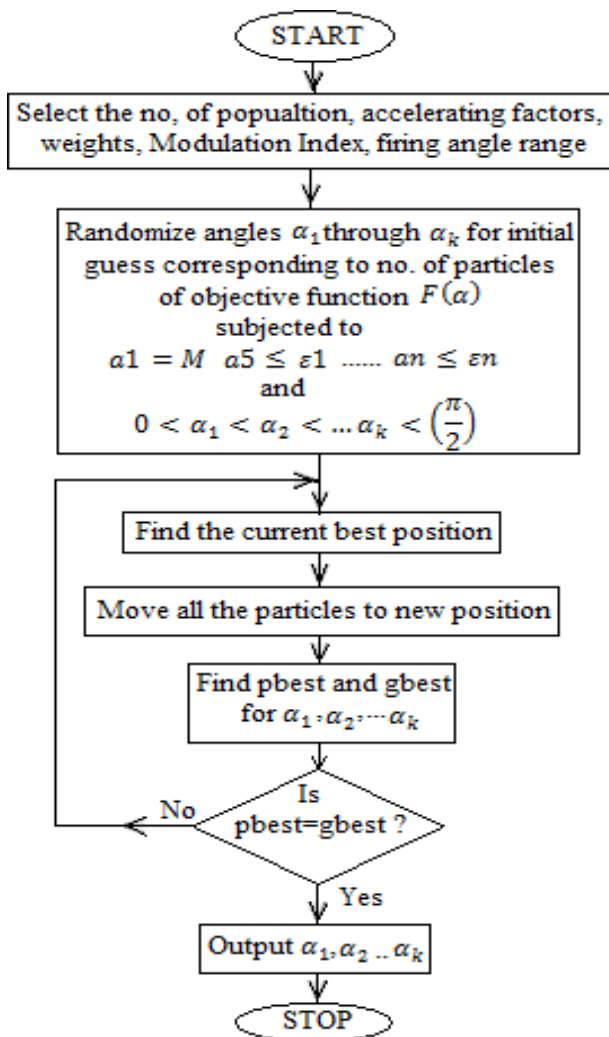 START
Select the no, of popualtion, accelerating factors,
weights, Modulation Index, firing angle range
Randomize angles α₁ through αₖ for initial
guess corresponding to no. of particles
of objective function F(α)
subjected to
a1 = M a5 ≤ ε1 ...... an ≤ εn
and
0 < α₁ < α₂ < ... αₖ < (π/2)
Find the current best position
Move all the particles to new position
Find pbest and gbest
for α₁,α₂,...αₖ
Is
pbest=gbest ?
No
Yes
Output α₁,α₂ .. αₖ
STOP